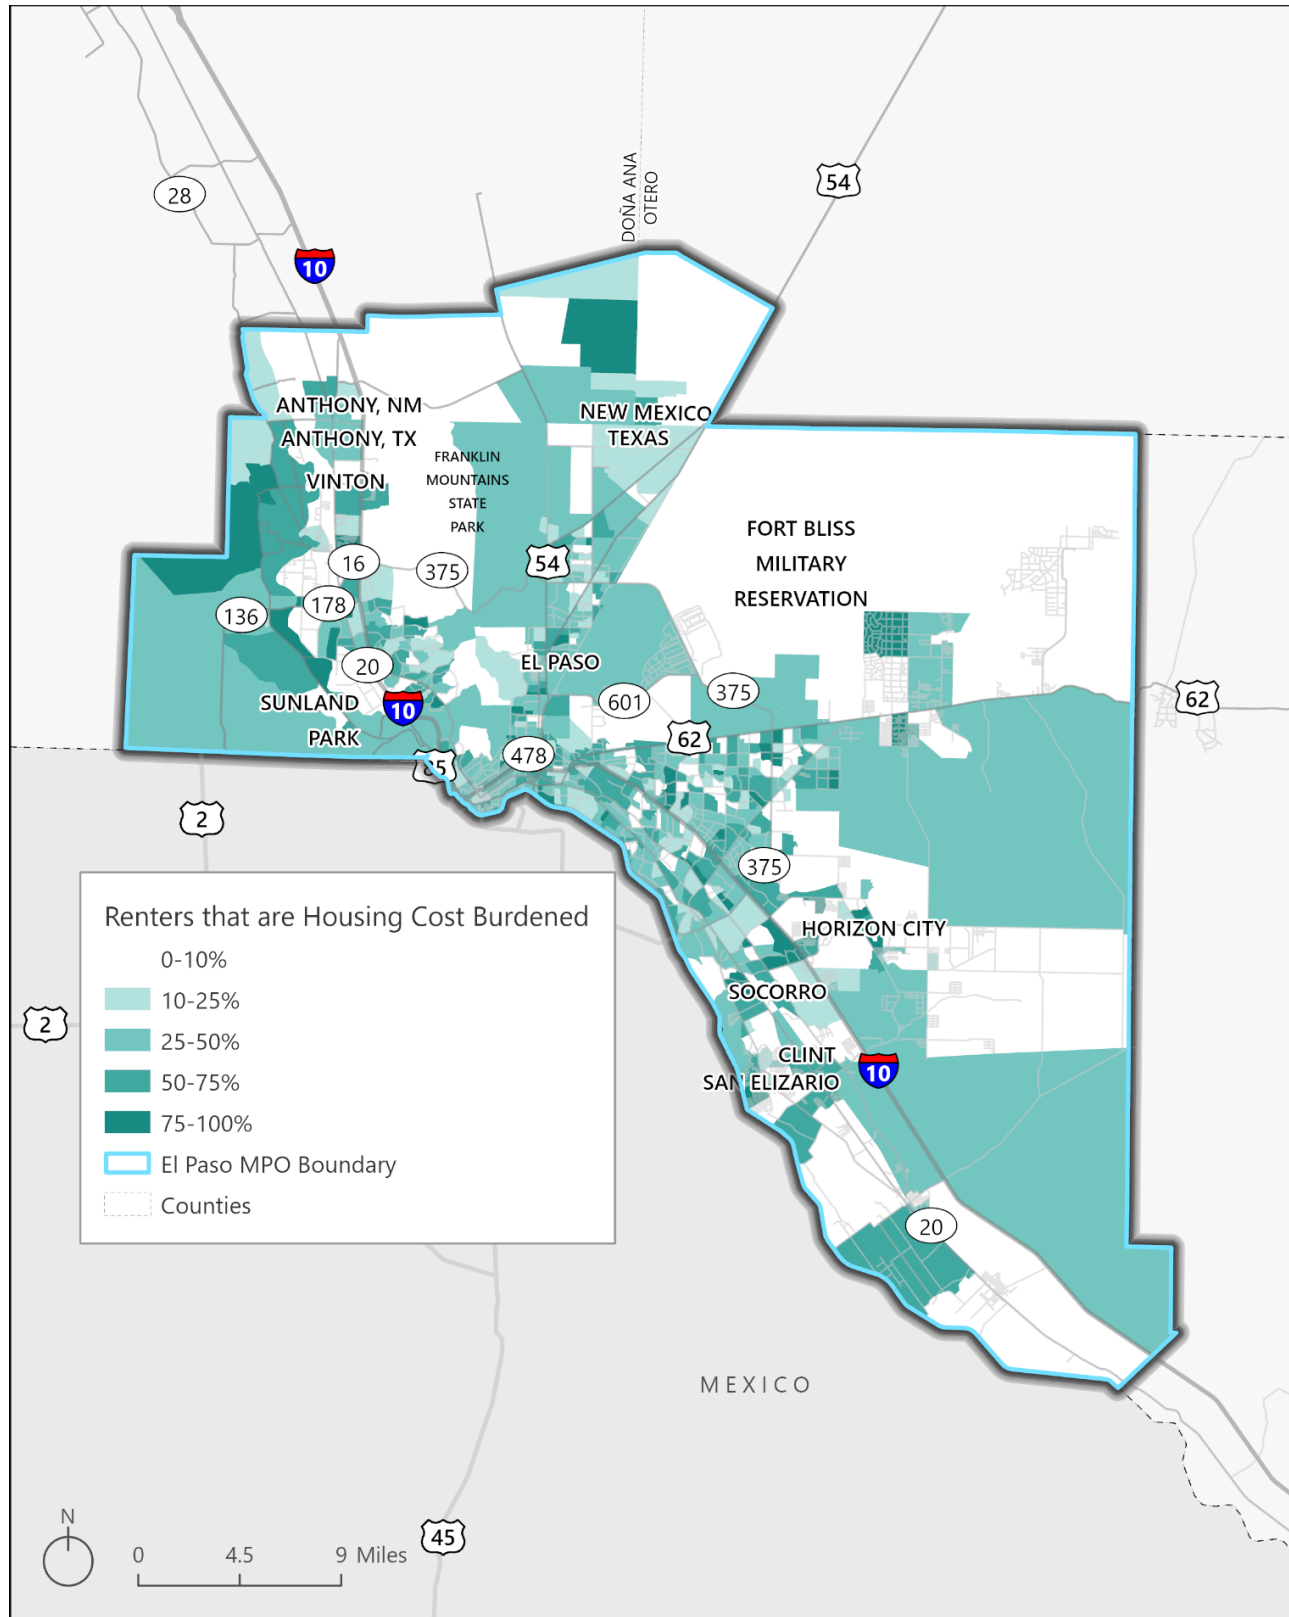 DOÑA ANA
OTERO
54
28
10
ANTHONY, NM
ANTHONY, TX
NEW MEXICO
TEXAS
VINTON
FRANKLIN
MOUNTAINS
STATE
PARK
FORT BLISS
MILITARY
RESERVATION
16
375
54
136
178
20
EL PASO
601
375
62
62
SUNLAND
PARK
10
478
85
2
375
HORIZON CITY
SOCORRO
CLINT
SAN ELIZARIO
10
20
2
Renters that are Housing Cost Burdened
0-10%
10-25%
25-50%
50-75%
75-100%
El Paso MPO Boundary
Counties
MEXICO
45
N
0 4.5 9 Miles